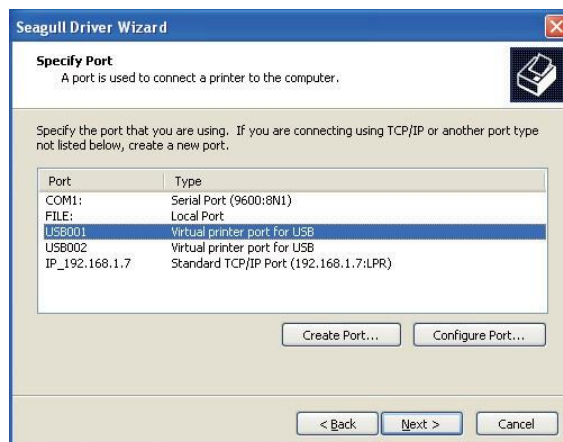 Seagull Driver Wizard
Specify Port
A port is used to connect a printer to the computer.
Specify the port that you are using. If you are connecting using TCP/IP or another port type
not listed below, create a new port.
Port Type
COM1: Serial Port (9600:8N1)
FILE: Local Port
USB001 Virtual printer port for USB
USB002 Virtual printer port for USB
IP_192.168.1.7 Standard TCP/IP Port (192.168.1.7:LPR)
Create Port... Configure Port...
< Back Next > Cancel